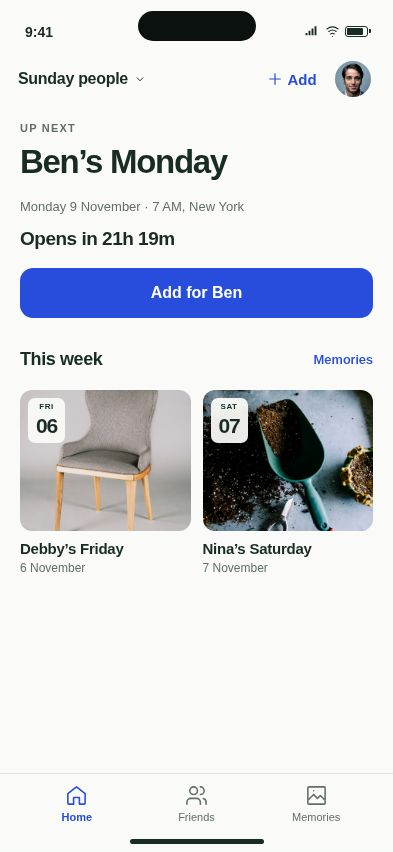 9:41
Sunday people
Add
UP NEXT
Ben’s Monday
Monday 9 November · 7 AM, New York
Opens in 21h 19m
Add for Ben
This week
Memories
FRI
06
SAT
07
Debby’s Friday
6 November
Nina’s Saturday
7 November
Home
Friends
Memories